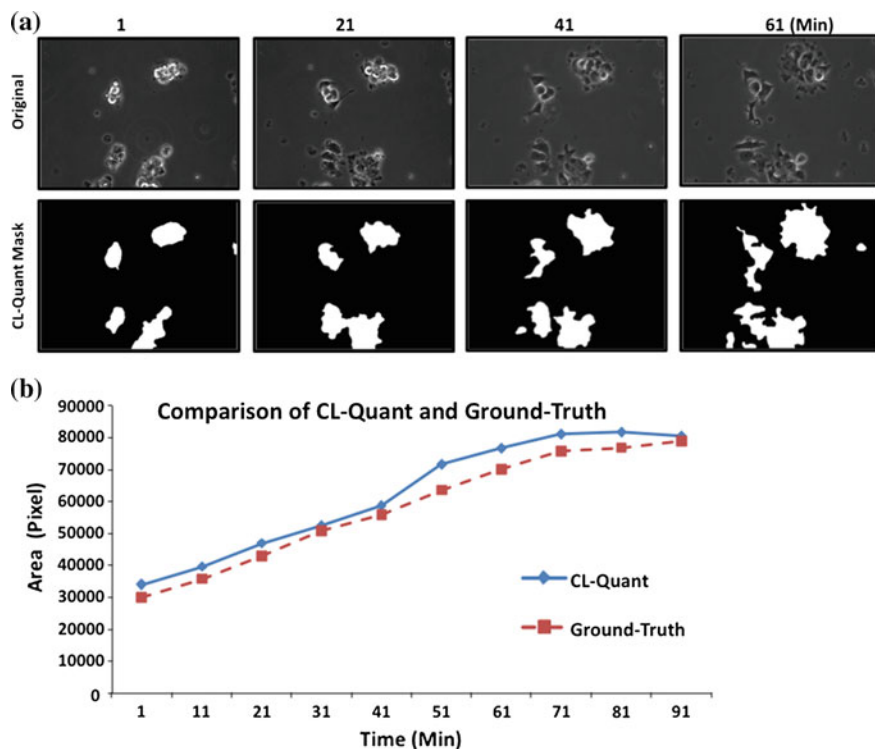 (a)
1 21 41 61 (Min)
Original
CL-Quant Mask
(b)
Comparison of CL-Quant and Ground-Truth
90000
80000
70000
60000
50000
40000
30000
20000
10000
0
Area (Pixel)
CL-Quant
Ground-Truth
1 11 21 31 41 51 61 71 81 91
Time (Min)